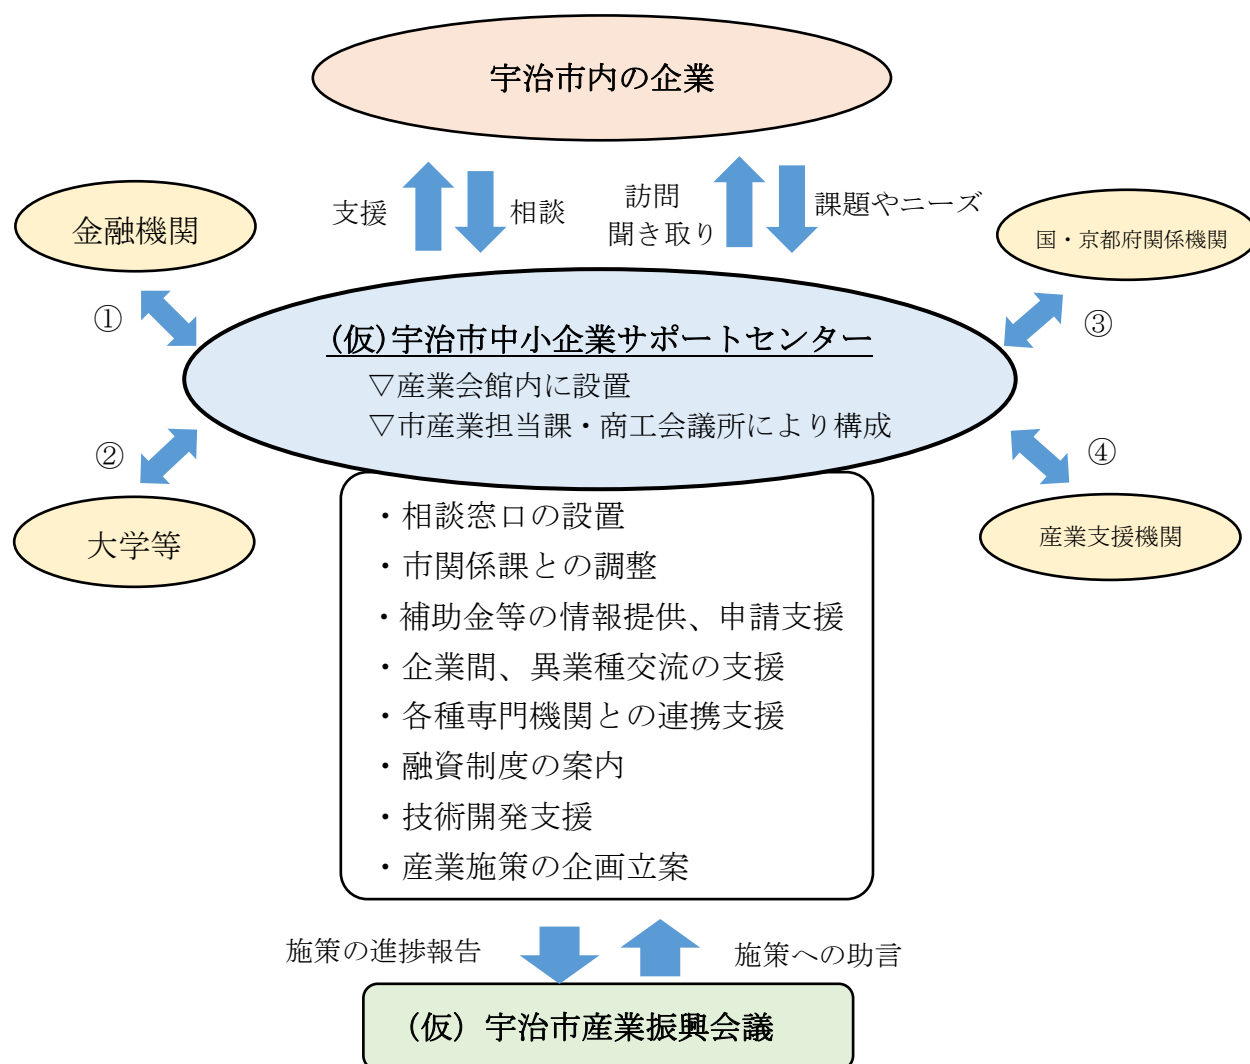 宇治市内の企業
支援
相談
訪問
聞き取り
課題やニーズ
金融機関
国・京都府関係機関
①
③
(仮)宇治市中小企業サポートセンター
▽産業会館内に設置
▽市産業担当課・商工会議所により構成
②
④
大学等
産業支援機関
・相談窓口の設置
・市関係課との調整
・補助金等の情報提供、申請支援
・企業間、異業種交流の支援
・各種専門機関との連携支援
・融資制度の案内
・技術開発支援
・産業施策の企画立案
施策の進捗報告
施策への助言
(仮) 宇治市産業振興会議